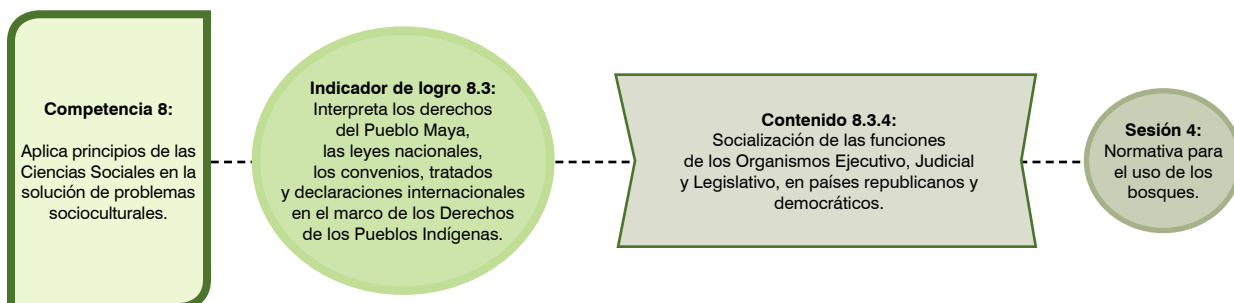 Competencia 8:
Aplica principios de las
Ciencias Sociales en la
solución de problemas
socioculturales.
Indicador de logro 8.3:
Interpreta los derechos
del Pueblo Maya,
las leyes nacionales,
los convenios, tratados
y declaraciones internacionales
en el marco de los Derechos
de los Pueblos Indígenas.
Contenido 8.3.4:
Socialización de las funciones
de los Organismos Ejecutivo, Judicial
y Legislativo, en países republicanos y
democráticos.
Sesión 4:
Normativa para
el uso de los
bosques.